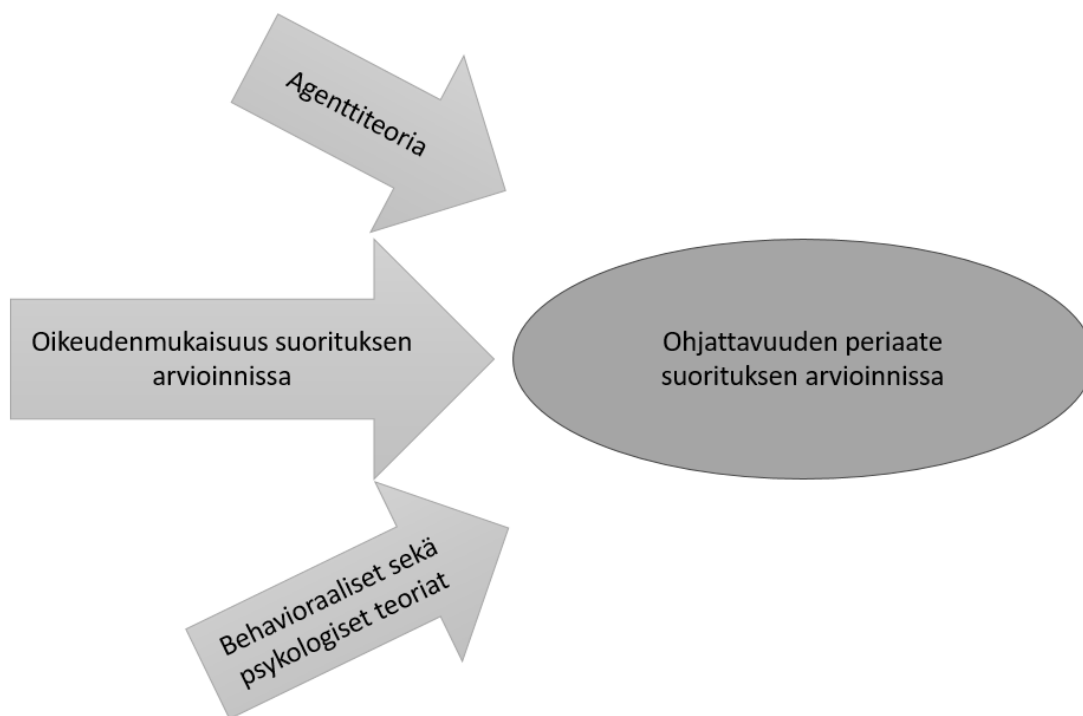 Agenttiteoria
Oikeudenmukaisuus suorituksen
arvioinnissa
Ohjattavuuden periaate
suorituksen arvioinnissa
Behavioraaliset sekä
psykologiset teoriat